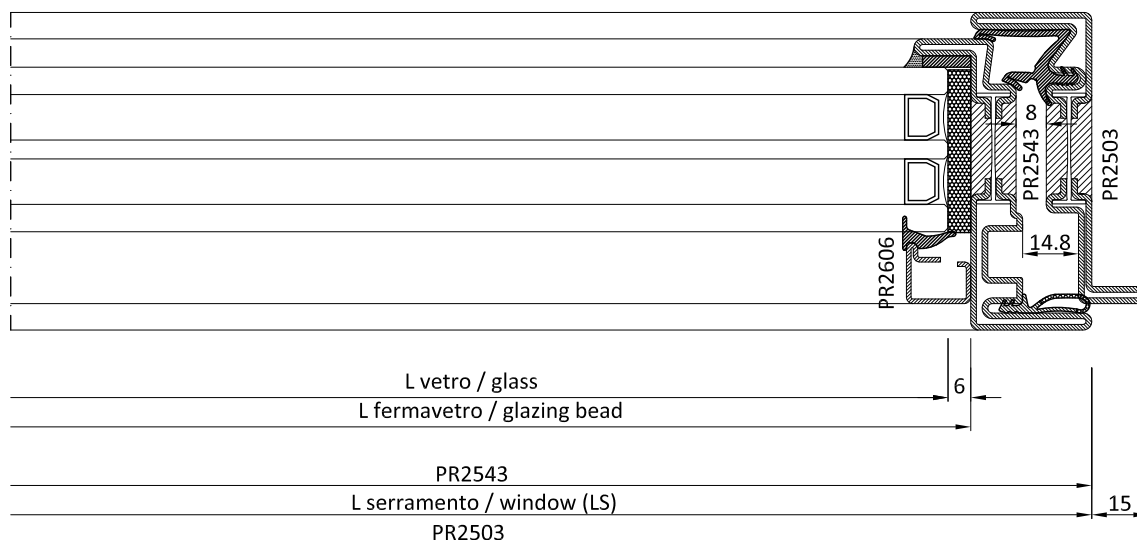 8
PR2543
PR2503
14.8
PR2606
L vetro / glass
6
L fermavetro / glazing bead
PR2543
L serramento / window (LS)
15
PR2503